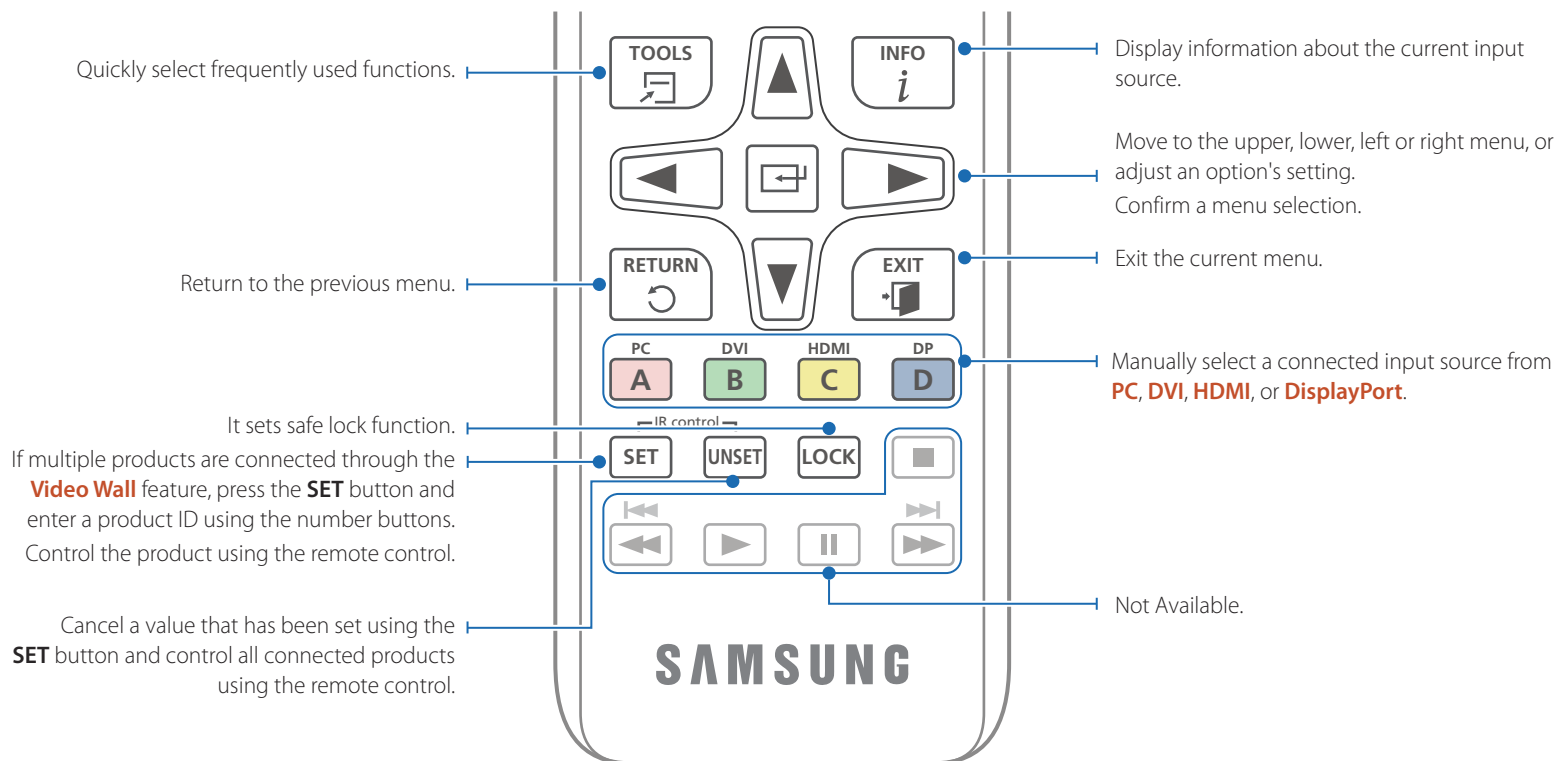 Quickly select frequently used functions.
Return to the previous menu.
It sets safe lock function.
If multiple products are connected through the
Video Wall feature, press the SET button and
enter a product ID using the number buttons.
Control the product using the remote control.
Cancel a value that has been set using the
SET button and control all connected products
using the remote control.
TOOLS
INFO
i
RETURN
EXIT
PC
DVI
HDMI
DP
A
B
C
D
IR control
SET
UNSET
LOCK
SAMSUNG
Display information about the current input
source.
Move to the upper, lower, left or right menu, or
adjust an option's setting.
Confirm a menu selection.
Exit the current menu.
Manually select a connected input source from
PC, DVI, HDMI, or DisplayPort.
Not Available.